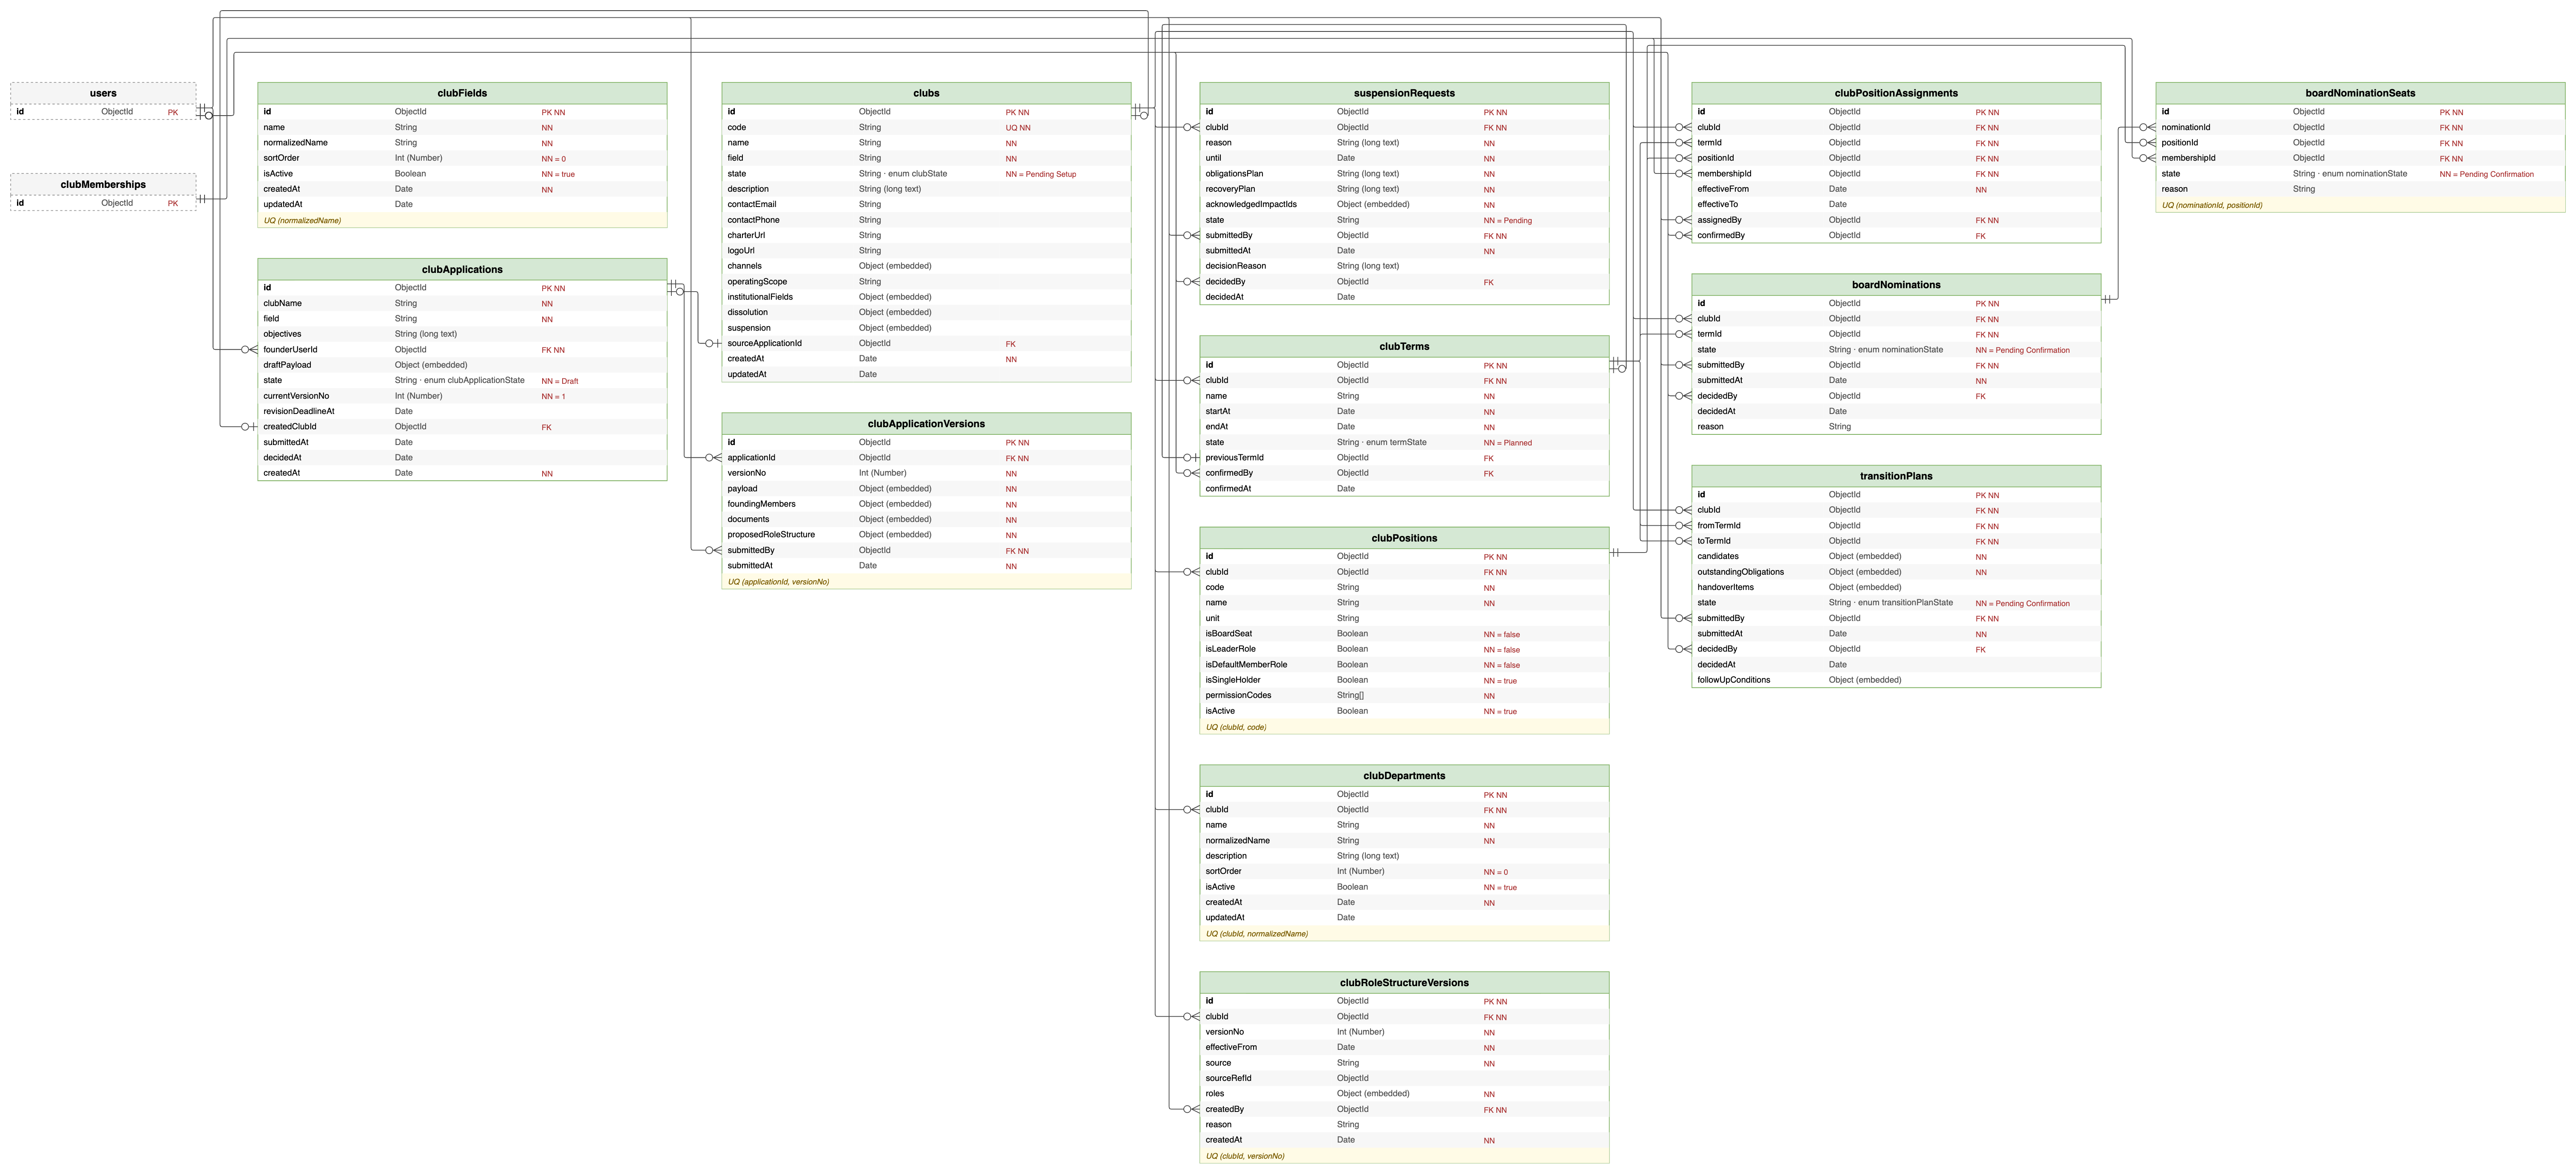 users
id ObjectId PK
clubMemberships
id ObjectId PK
clubFields
id ObjectId PK NN
name String NN
normalizedName String NN
sortOrder Int (Number) NN = 0
isActive Boolean NN = true
createdAt Date NN
updatedAt Date
UQ (normalizedName)
clubApplications
id ObjectId PK NN
clubName String NN
field String NN
objectives String (long text)
founderUserId ObjectId FK NN
draftPayload Object (embedded)
state String · enum clubApplicationState NN = Draft
currentVersionNo Int (Number) NN = 1
revisionDeadlineAt Date
createdClubId ObjectId FK
submittedAt Date
decidedAt Date
createdAt Date NN
clubs
id ObjectId PK NN
code String UQ NN
name String NN
field String NN
state String · enum clubState NN = Pending Setup
description String (long text)
contactEmail String
contactPhone String
charterUrl String
logoUrl String
channels Object (embedded)
operatingScope String
institutionalFields Object (embedded)
dissolution Object (embedded)
suspension Object (embedded)
sourceApplicationId ObjectId FK
createdAt Date NN
updatedAt Date
clubApplicationVersions
id ObjectId PK NN
applicationId ObjectId FK NN
versionNo Int (Number) NN
payload Object (embedded) NN
foundingMembers Object (embedded) NN
documents Object (embedded) NN
proposedRoleStructure Object (embedded) NN
submittedBy ObjectId FK NN
submittedAt Date NN
UQ (applicationId, versionNo)
suspensionRequests
id ObjectId PK NN
clubId ObjectId FK NN
reason String (long text) NN
until Date NN
obligationsPlan String (long text) NN
recoveryPlan String (long text) NN
acknowledgedImpactIds Object (embedded) NN
state String NN = Pending
submittedBy ObjectId FK NN
submittedAt Date NN
decisionReason String (long text)
decidedBy ObjectId FK
decidedAt Date
clubTerms
id ObjectId PK NN
clubId ObjectId FK NN
name String NN
startAt Date NN
endAt Date NN
state String · enum termState NN = Planned
previousTermId ObjectId FK
confirmedBy ObjectId FK
confirmedAt Date
clubPositions
id ObjectId PK NN
clubId ObjectId FK NN
code String NN
name String NN
unit String
isBoardSeat Boolean NN = false
isLeaderRole Boolean NN = false
isDefaultMemberRole Boolean NN = false
isSingleHolder Boolean NN = true
permissionCodes String[] NN
isActive Boolean NN = true
UQ (clubId, code)
clubDepartments
id ObjectId PK NN
clubId ObjectId FK NN
name String NN
normalizedName String NN
description String (long text)
sortOrder Int (Number) NN = 0
isActive Boolean NN = true
createdAt Date NN
updatedAt Date
UQ (clubId, normalizedName)
clubRoleStructureVersions
id ObjectId PK NN
clubId ObjectId FK NN
versionNo Int (Number) NN
effectiveFrom Date NN
source String NN
sourceRefId ObjectId
roles Object (embedded) NN
createdBy ObjectId FK NN
reason String
createdAt Date NN
UQ (clubId, versionNo)
clubPositionAssignments
id ObjectId PK NN
clubId ObjectId FK NN
termId ObjectId FK NN
positionId ObjectId FK NN
membershipId ObjectId FK NN
effectiveFrom Date NN
effectiveTo Date
assignedBy ObjectId FK NN
confirmedBy ObjectId FK
boardNominations
id ObjectId PK NN
clubId ObjectId FK NN
termId ObjectId FK NN
state String · enum nominationState NN = Pending Confirmation
submittedBy ObjectId FK NN
submittedAt Date NN
decidedBy ObjectId FK
decidedAt Date
reason String
transitionPlans
id ObjectId PK NN
clubId ObjectId FK NN
fromTermId ObjectId FK NN
toTermId ObjectId FK NN
candidates Object (embedded) NN
outstandingObligations Object (embedded) NN
handoverItems Object (embedded)
state String · enum transitionPlanState NN = Pending Confirmation
submittedBy ObjectId FK NN
submittedAt Date NN
decidedBy ObjectId FK
decidedAt Date
followUpConditions Object (embedded)
boardNominationSeats
id ObjectId PK NN
nominationId ObjectId FK NN
positionId ObjectId FK NN
membershipId ObjectId FK NN
state String · enum nominationState NN = Pending Confirmation
reason String
UQ (nominationId, positionId)